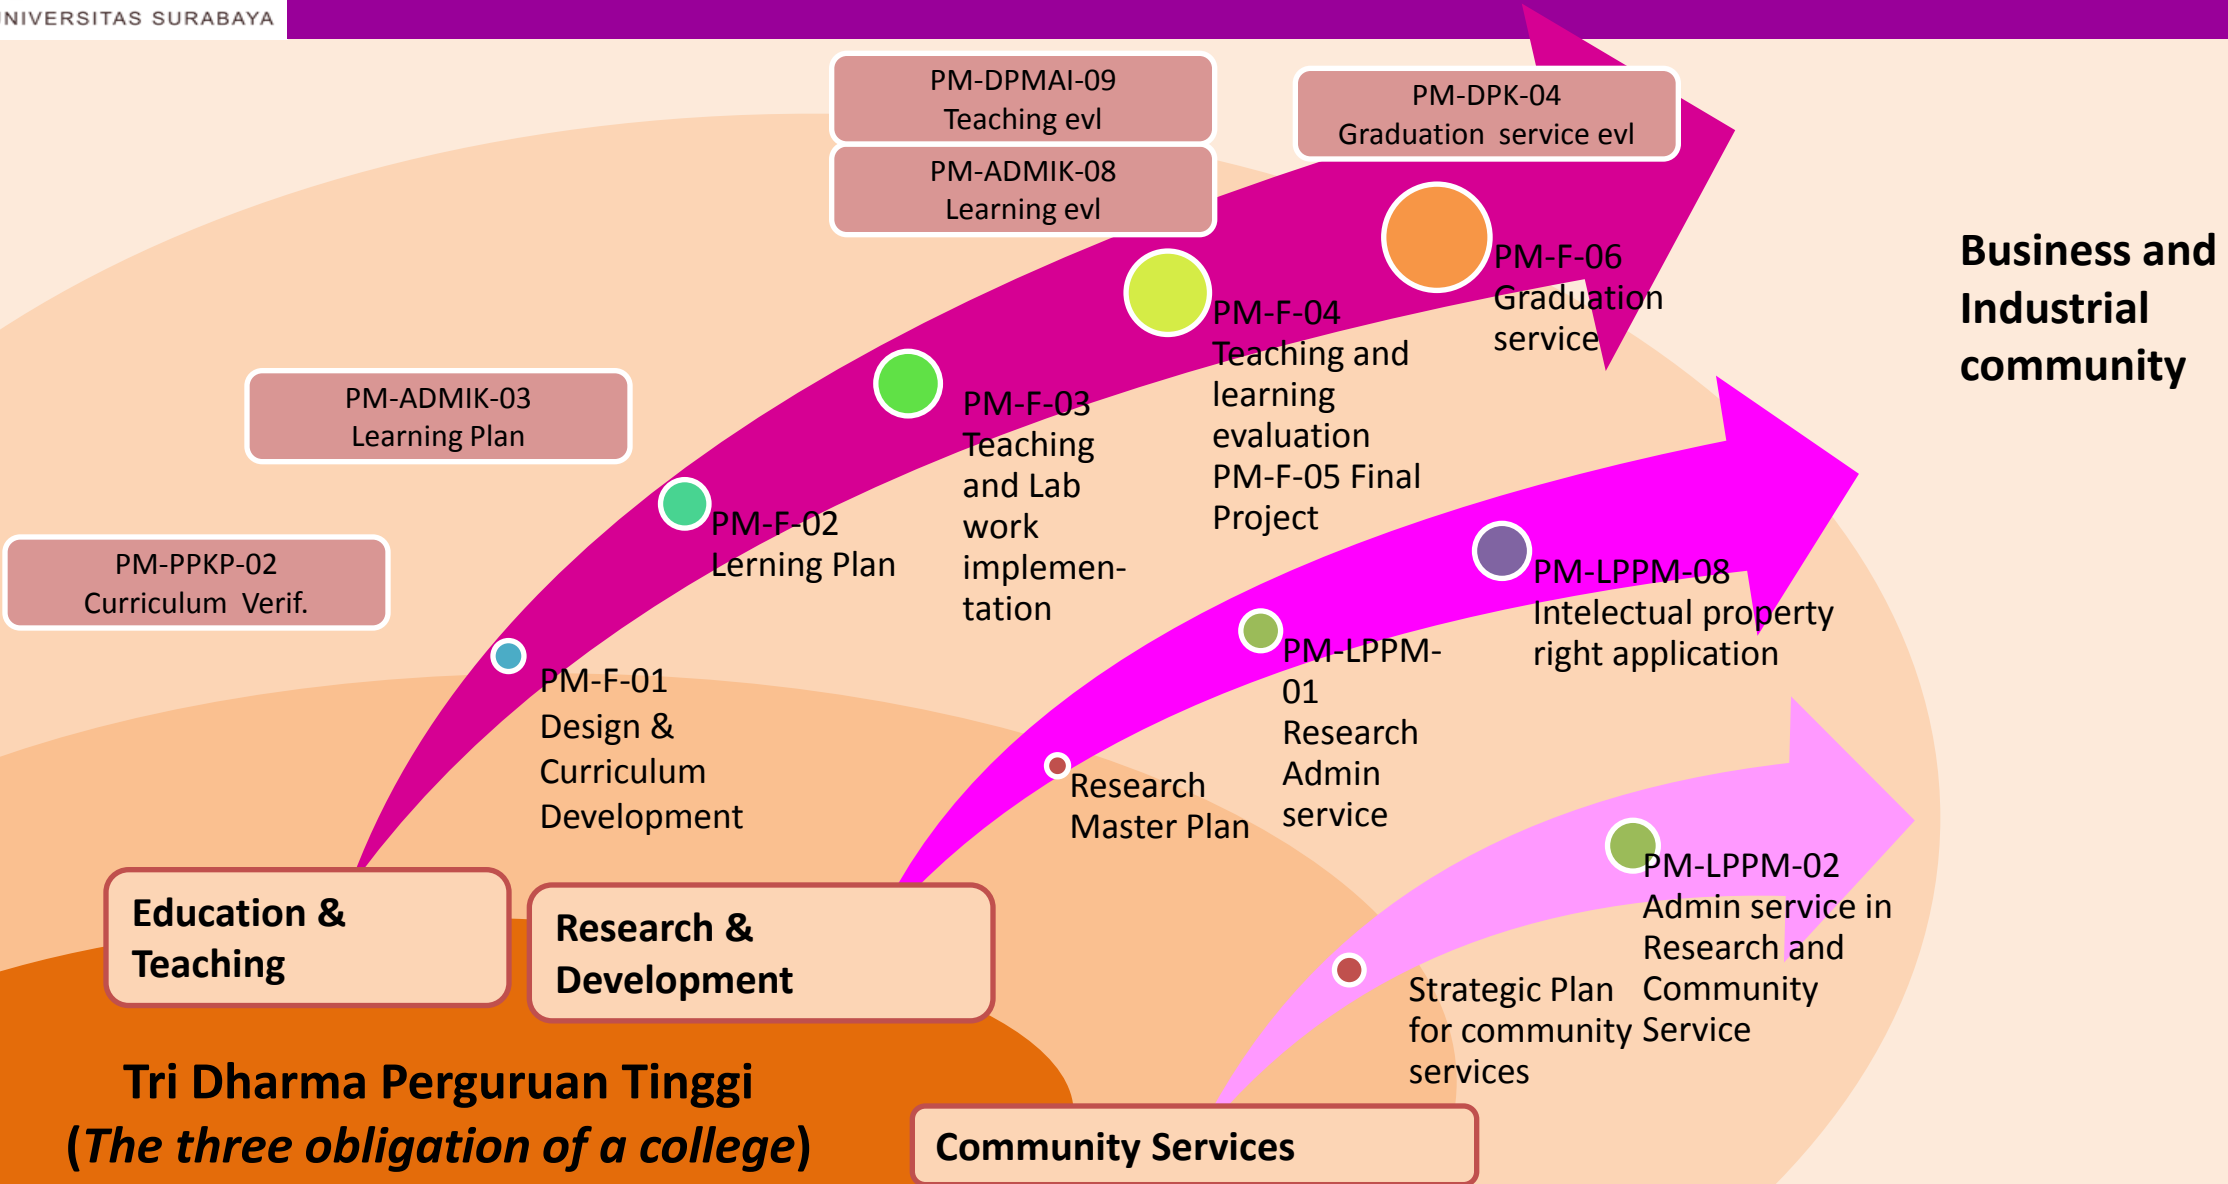 UNIVERSITAS SURABAYA
PM-DPMAI-09
Teaching evl
PM-ADMIK-08
Learning evl
PM-DPK-04
Graduation service evl
PM-F-06
Graduation
service
Business and
Industrial
community
PM-F-04
Teaching and
learning
evaluation
PM-F-05 Final
Project
PM-ADMIK-03
Learning Plan
PM-F-03
Teaching
and Lab
work
implemen-
tation
PM-F-02
Lerning Plan
PM-PPKP-02
Curriculum Verif.
PM-F-01
Design &
Curriculum
Development
PM-LPPM-08
Intelectual property
right application
PM-LPPM-
01
Research
Admin
service
Research
Master Plan
PM-LPPM-02
Admin service in
Research and
Community
Service
Strategic Plan
for community
services
Education &
Teaching
Research &
Development
Community Services
Tri Dharma Perguruan Tinggi
(The three obligation of a college)